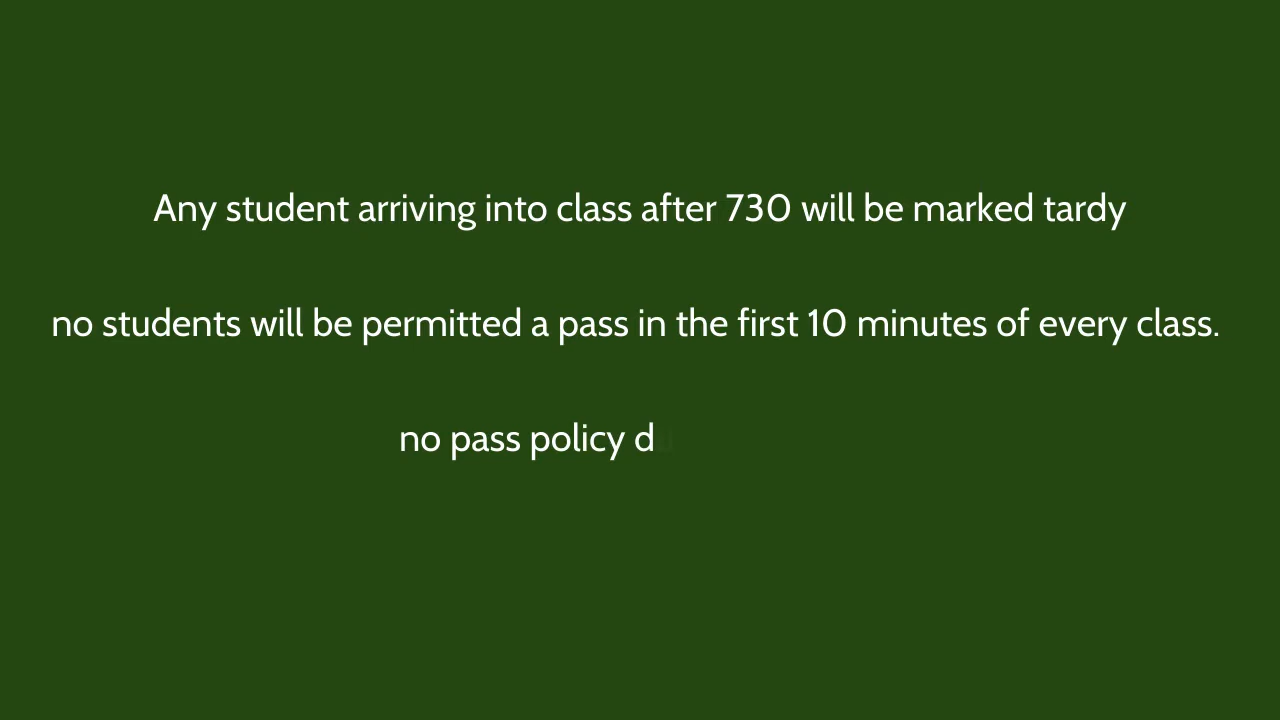 Any student arriving into class after 730 will be marked tardy
no students will be permitted a pass in the first 10 minutes of every class.
no pass policy